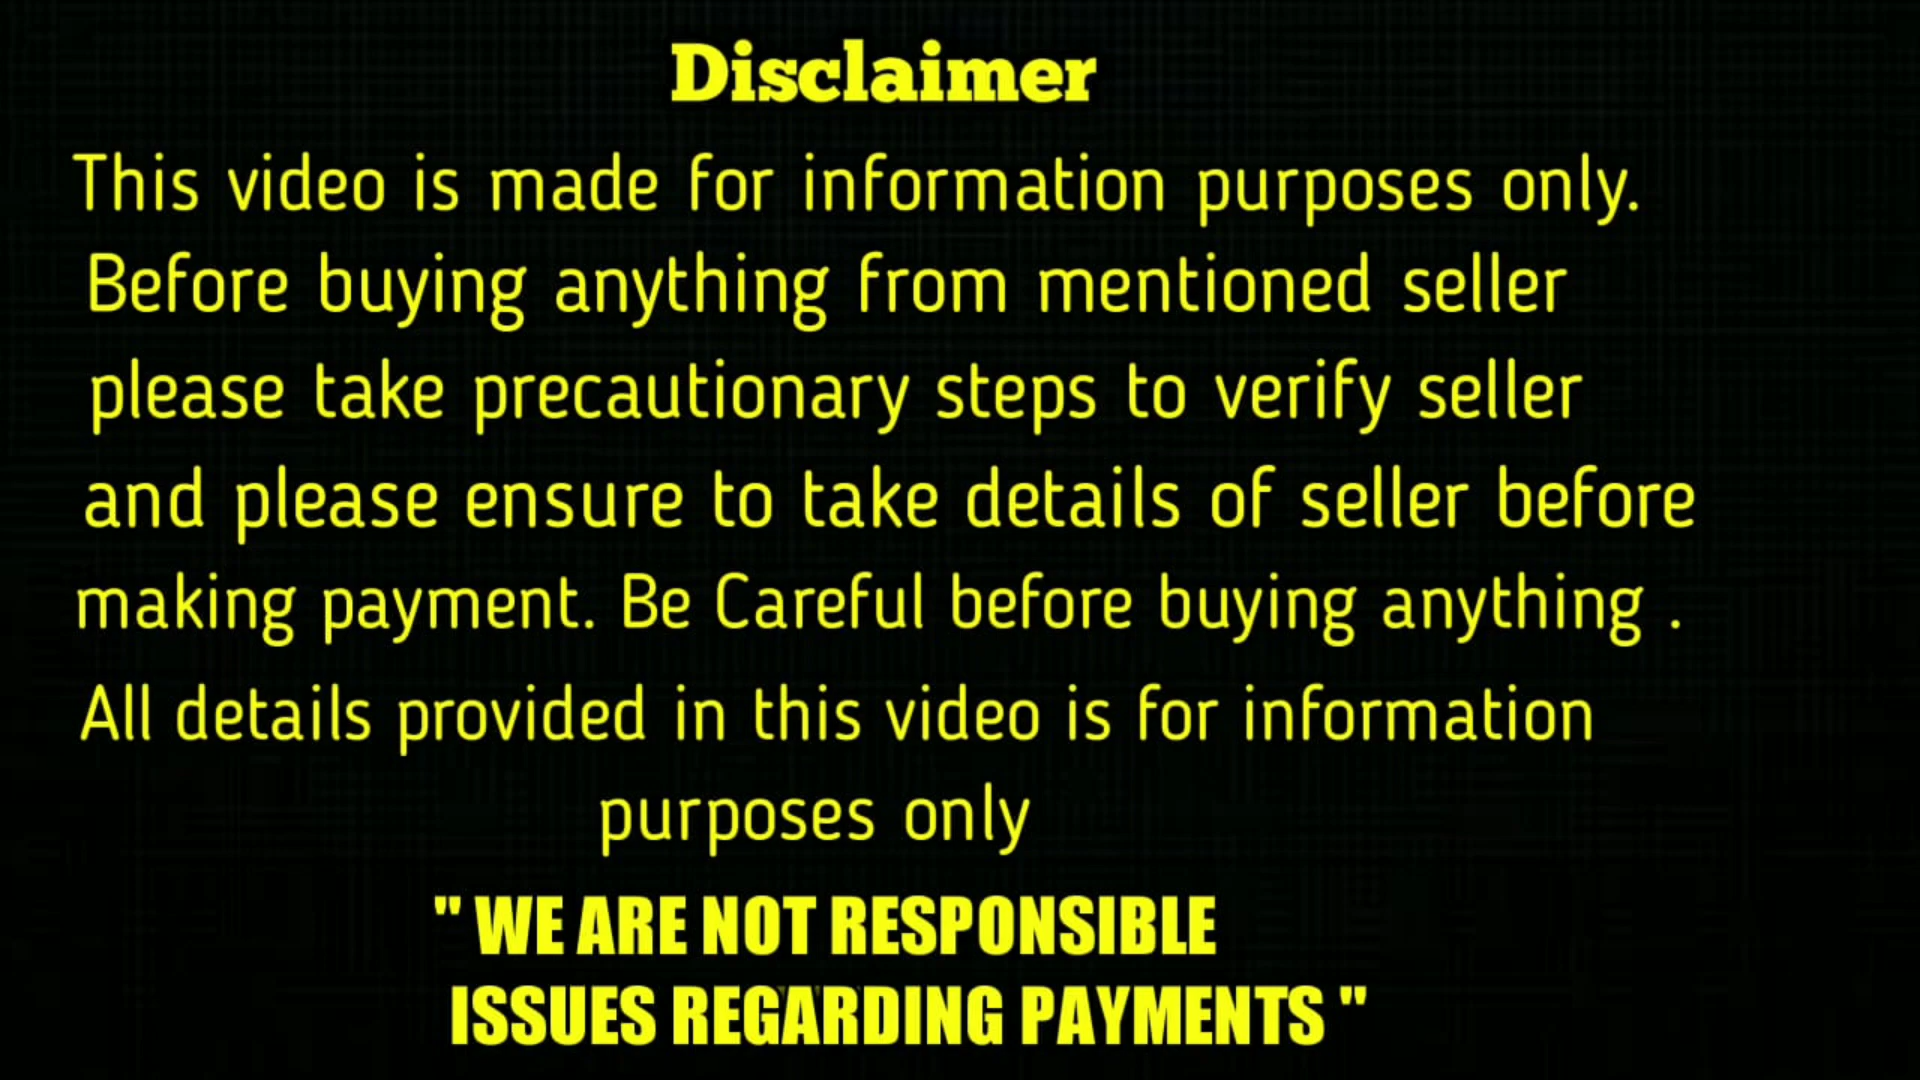 Disclaimer
This video is made for information purposes only.
Before buying anything from mentioned seller
please take precautionary steps to verify seller
and please ensure to take details of seller before
making payment. Be Careful before buying anything .
All details provided in this video is for information
purposes only
" WE ARE NOT RESPONSIBLE
ISSUES REGARDING PAYMENTS "